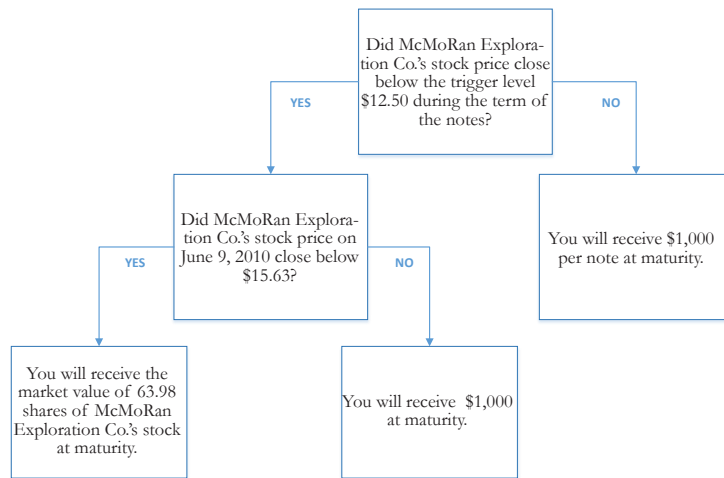 Did McMoRan Explora-
tion Co.'s stock price close
below the trigger level
$12.50 during the term of
the notes?
YES
NO
Did McMoRan Explora-
tion Co.'s stock price on
June 9, 2010 close below
$15.63?
You will receive $1,000
per note at maturity.
YES
NO
You will receive the
market value of 63.98
shares of McMoRan
Exploration Co.'s stock
at maturity.
You will receive $1,000
at maturity.